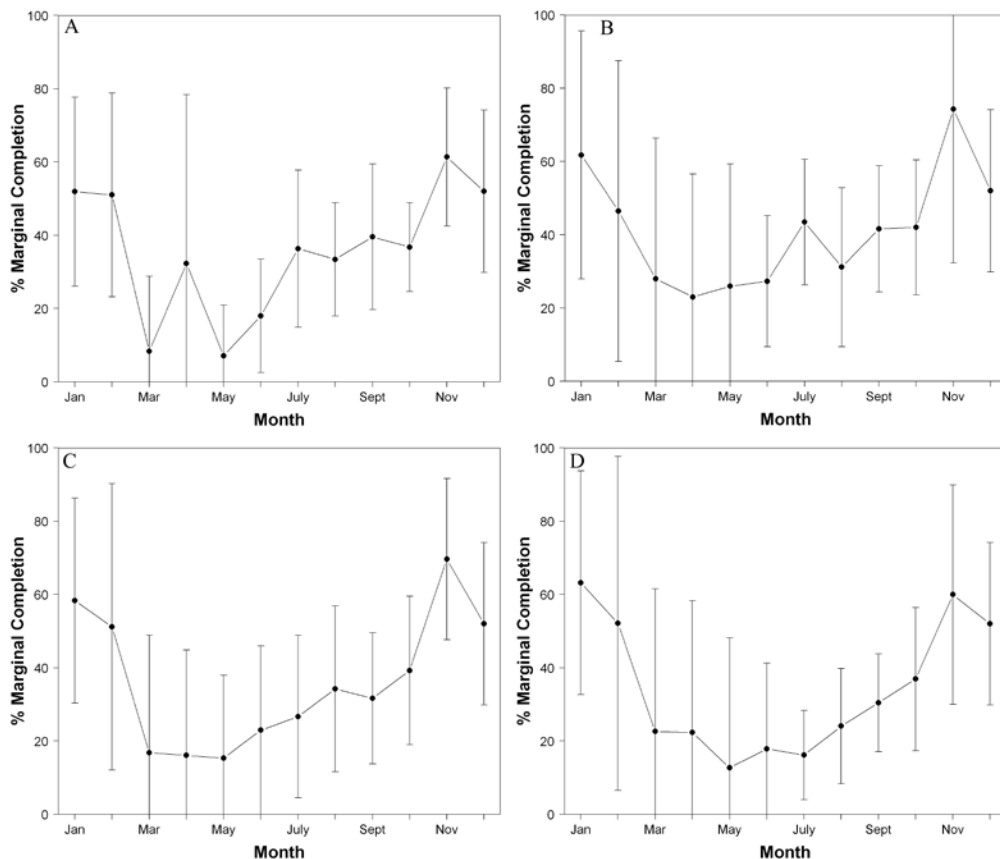 A
% Marginal Completion
100
80
60
40
20
0
Jan
Mar
May
July
Sept
Nov
Month
B
% Marginal Completion
100
80
60
40
20
0
Jan
Mar
May
July
Sept
Nov
Month
C
% Marginal Completion
100
80
60
40
20
0
Jan
Mar
May
July
Sept
Nov
Month
D
% Marginal Completion
100
80
60
40
20
0
Jan
Mar
May
July
Sept
Nov
Month